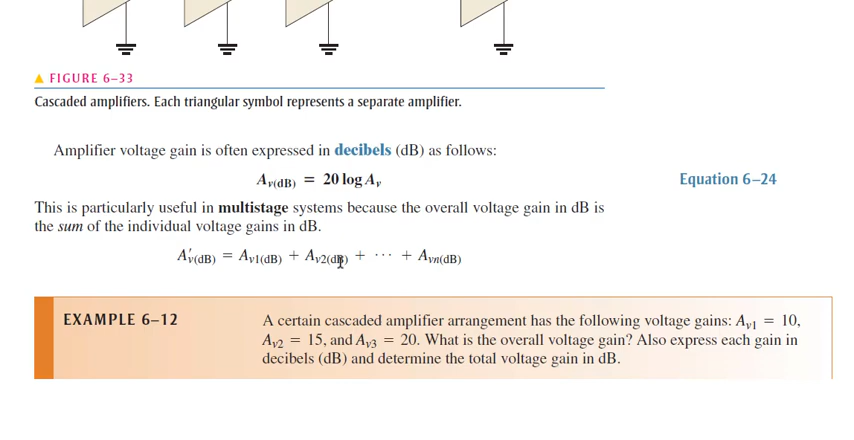 ▲ FIGURE 6–33
Cascaded amplifiers. Each triangular symbol represents a separate amplifier.
Amplifier voltage gain is often expressed in decibels (dB) as follows:
Av(dB) = 20 log Av
Equation 6–24
This is particularly useful in multistage systems because the overall voltage gain in dB is
the sum of the individual voltage gains in dB.
A′v(dB) = Av1(dB) + Av2(dB) + ··· + Avn(dB)
EXAMPLE 6–12
A certain cascaded amplifier arrangement has the following voltage gains: Av1 = 10,
Av2 = 15, and Av3 = 20. What is the overall voltage gain? Also express each gain in
decibels (dB) and determine the total voltage gain in dB.